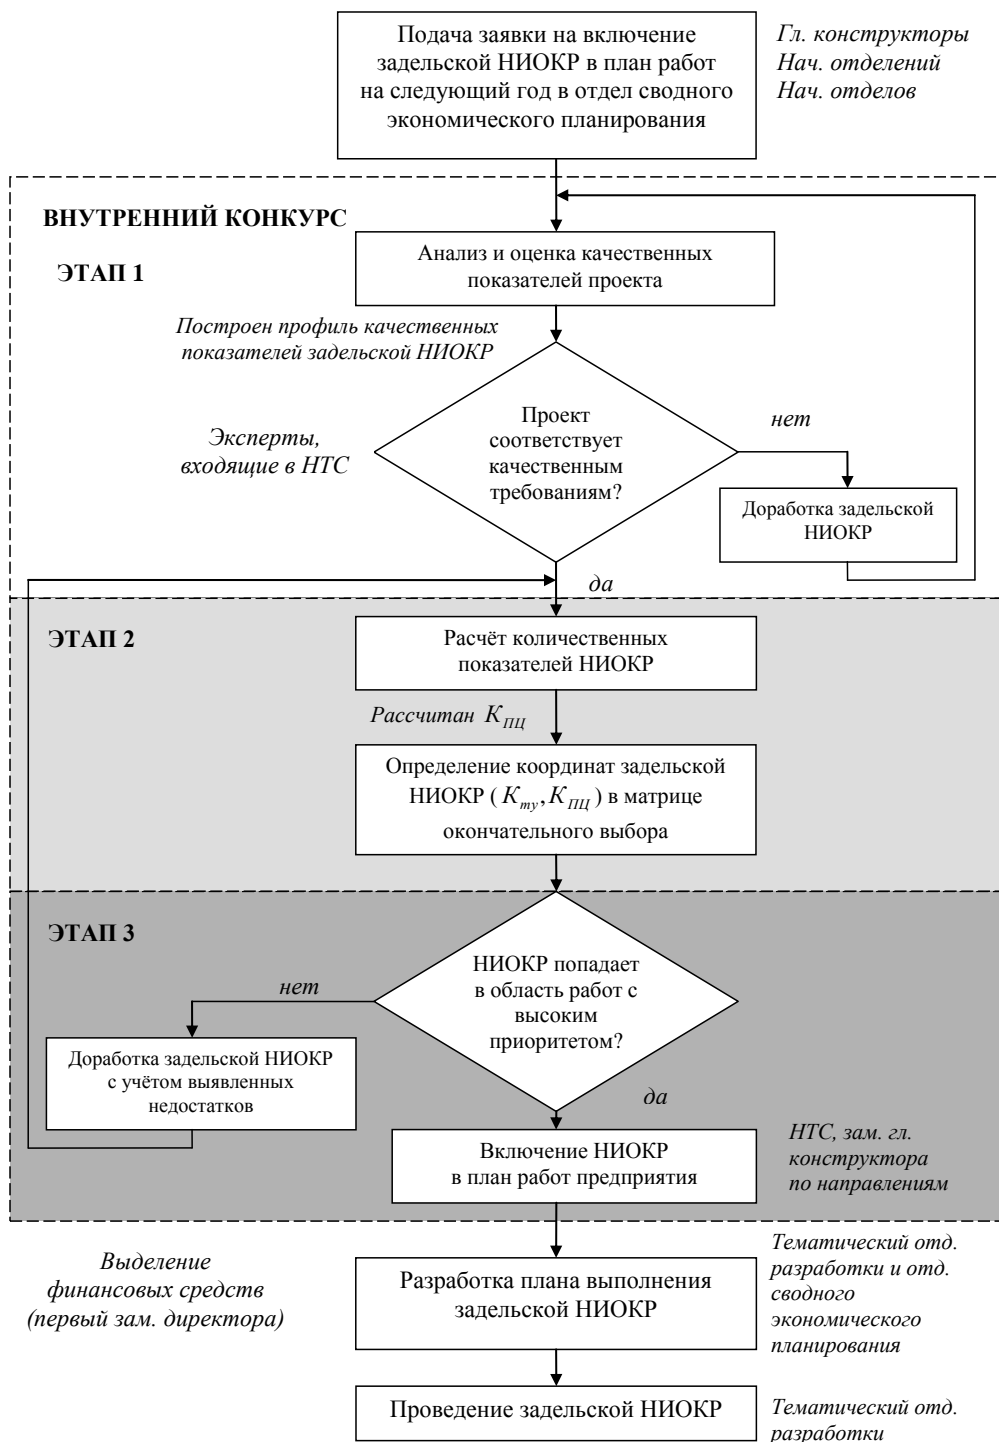 Подача заявки на включение
задельской НИОКР в план работ
на следующий год в отдел сводного
экономического планирования
Гл. конструкторы
Нач. отделений
Нач. отделов
ВНУТРЕННИЙ КОНКУРС
ЭТАП 1
Анализ и оценка качественных
показателей проекта
Построен профиль качественных
показателей задельской НИОКР
Проект
соответствует
качественным
требованиям?
нет
Эксперты,
входящие в НТС
Доработка задельской
НИОКР
да
ЭТАП 2
Расчёт количественных
показателей НИОКР
Рассчитан K_ПЦ
Определение координат задельской
НИОКР ( K_ту, K_ПЦ ) в матрице
окончательного выбора
ЭТАП 3
НИОКР попадает
в область работ с
высоким
приоритетом?
нет
Доработка задельской НИОКР
с учётом выявленных
недостатков
да
Включение НИОКР
в план работ предприятия
НТС, зам. гл.
конструктора
по направлениям
Выделение
финансовых средств
(первый зам. директора)
Разработка плана выполнения
задельской НИОКР
Тематический отд.
разработки и отд.
сводного
экономического
планирования
Проведение задельской НИОКР
Тематический отд.
разработки